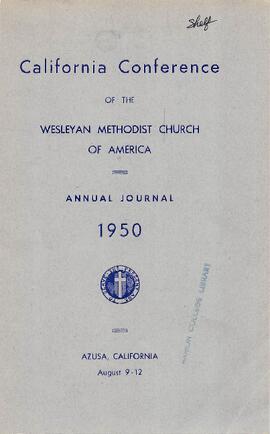 Shelf
California Conference
OF THE
WESLEYAN METHODIST CHURCH
OF AMERICA
ANNUAL JOURNAL
1950
AZUSA, CALIFORNIA
August 9-12
COLLEGE LIBRARY